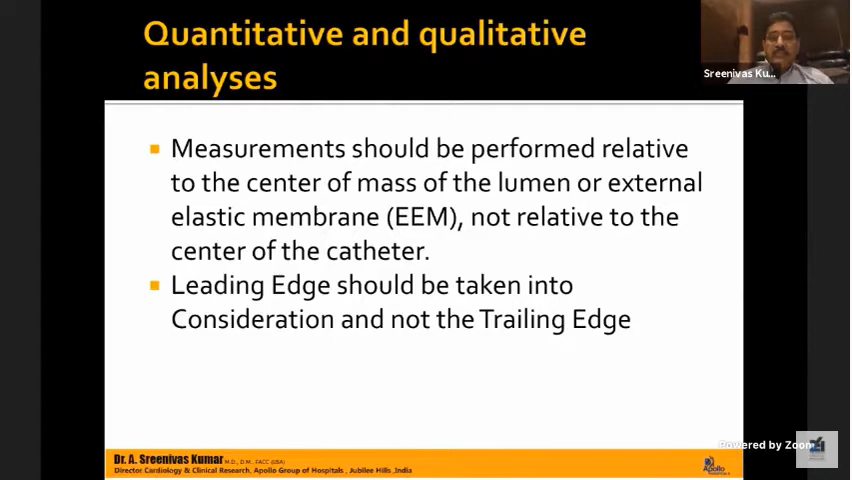 Quantitative and qualitative
analyses
Sreenivas Ku...
Measurements should be performed relative
to the center of mass of the lumen or external
elastic membrane (EEM), not relative to the
center of the catheter.
Leading Edge should be taken into
Consideration and not the Trailing Edge
Powered by Zoom
Dr. A. Sreenivas Kumar M.D., D.M., FACC (USA)
Director Cardiology & Clinical Research, Apollo Group of Hospitals , Jubilee Hills ,India
Apollo